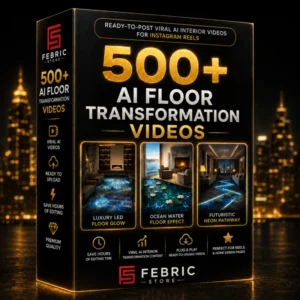 READY-TO-POST VIRAL AI INTERIOR VIDEOS
FOR INSTAGRAM REELS
500+
AI FLOOR
TRANSFORMATION
VIDEOS
LUXURY LED
FLOOR GLOW
OCEAN WATER
FLOOR EFFECT
FUTURISTIC
NEON PATHWAY
SAVE HOURS
OF EDITING TIME
VIRAL AI INTERIOR
TRANSFORMATION CONTENT
PLUG & PLAY
READY TO UPLOAD VIDEOS
PERFECT FOR REELS
& HOME DESIGN PAGES
FEBRIC
STORE
FEBRIC
STORE
500+
AI FLOOR
TRANSFORMATION
VIDEOS
VIRAL AI
VIDEOS
READY TO
UPLOAD
SAVE HOURS
OF EDITING
PREMIUM
QUALITY